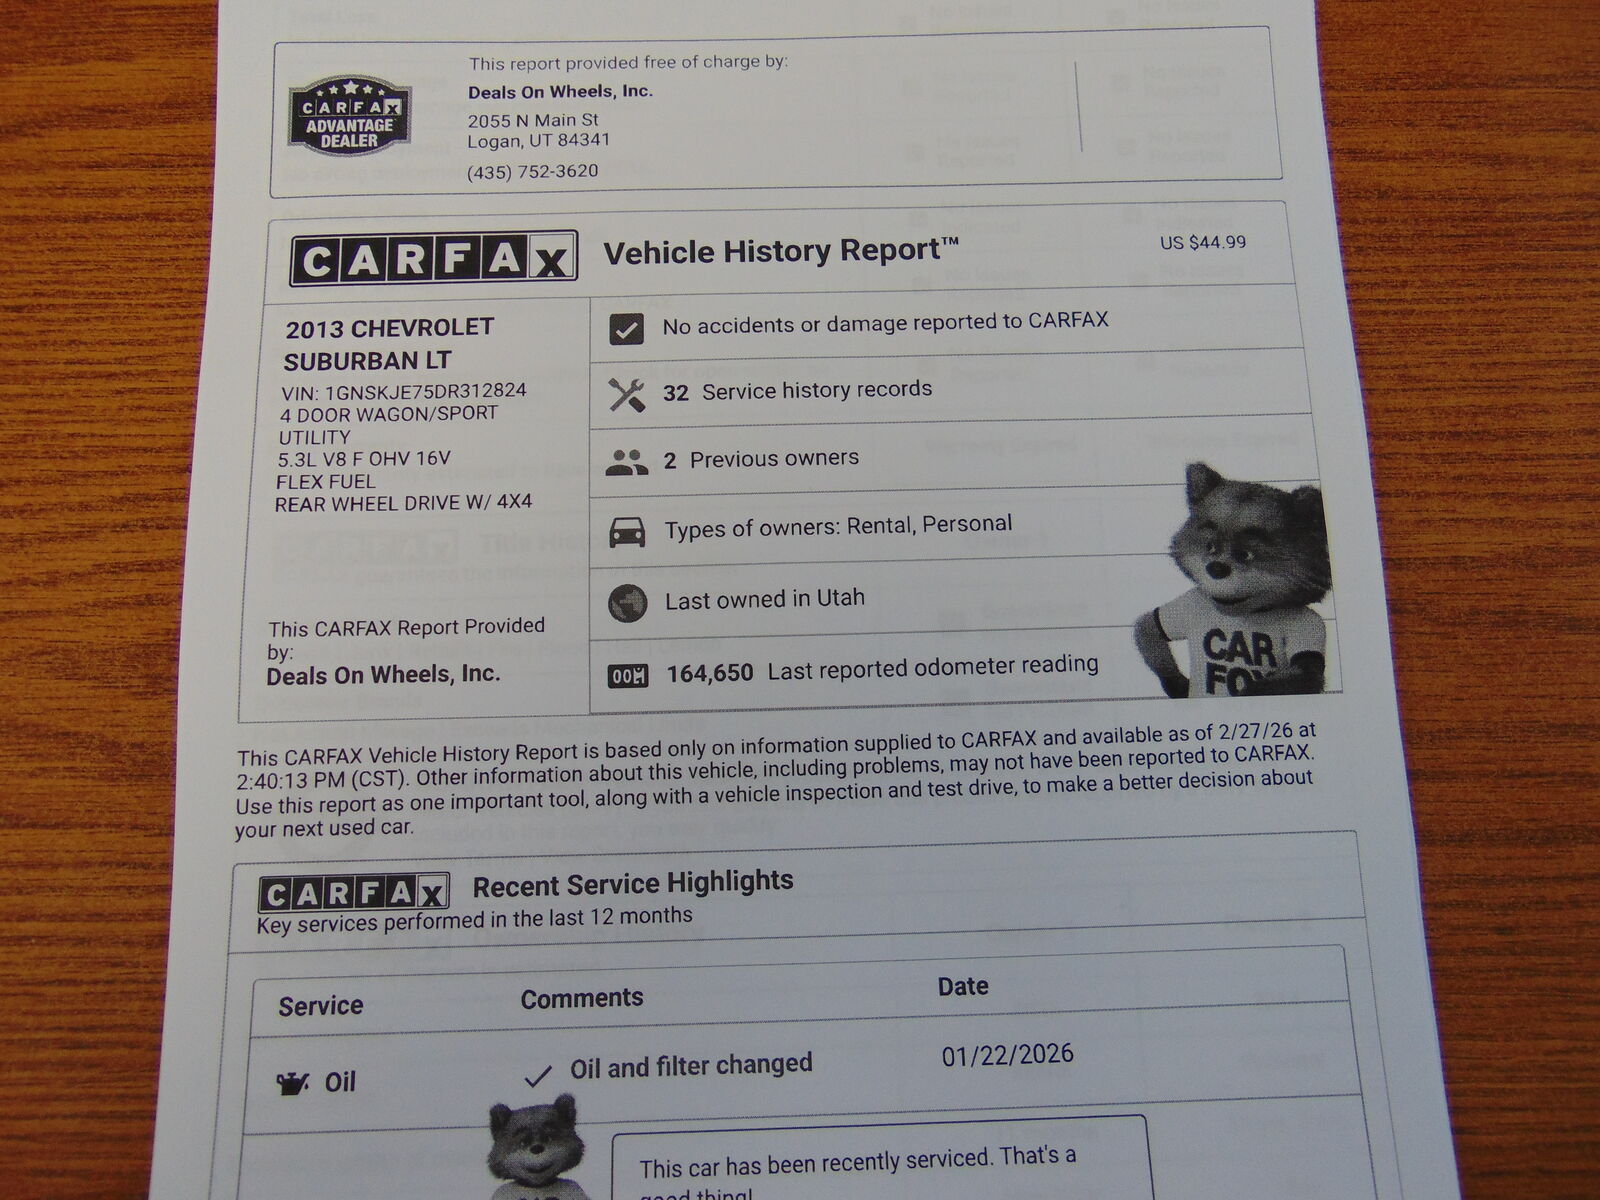 This report provided free of charge by:
CARFAX
ADVANTAGE
DEALER
Deals On Wheels, Inc.
2055 N Main St
Logan, UT 84341
(435) 752-3620
CARFAX Vehicle History Report™
US $44.99
2013 CHEVROLET
SUBURBAN LT
VIN: 1GNSKJE75DR312824
4 DOOR WAGON/SPORT
UTILITY
5.3L V8 F OHV 16V
FLEX FUEL
REAR WHEEL DRIVE W/ 4X4
This CARFAX Report Provided
by:
Deals On Wheels, Inc.
No accidents or damage reported to CARFAX
32 Service history records
2 Previous owners
Types of owners: Rental, Personal
Last owned in Utah
164,650 Last reported odometer reading
CAR
FOX
This CARFAX Vehicle History Report is based only on information supplied to CARFAX and available as of 2/27/26 at
2:40:13 PM (CST). Other information about this vehicle, including problems, may not have been reported to CARFAX.
Use this report as one important tool, along with a vehicle inspection and test drive, to make a better decision about
your next used car.
CARFAX Recent Service Highlights
Key services performed in the last 12 months
Service Comments Date
Oil Oil and filter changed 01/22/2026
This car has been recently serviced. That's a
good thing!